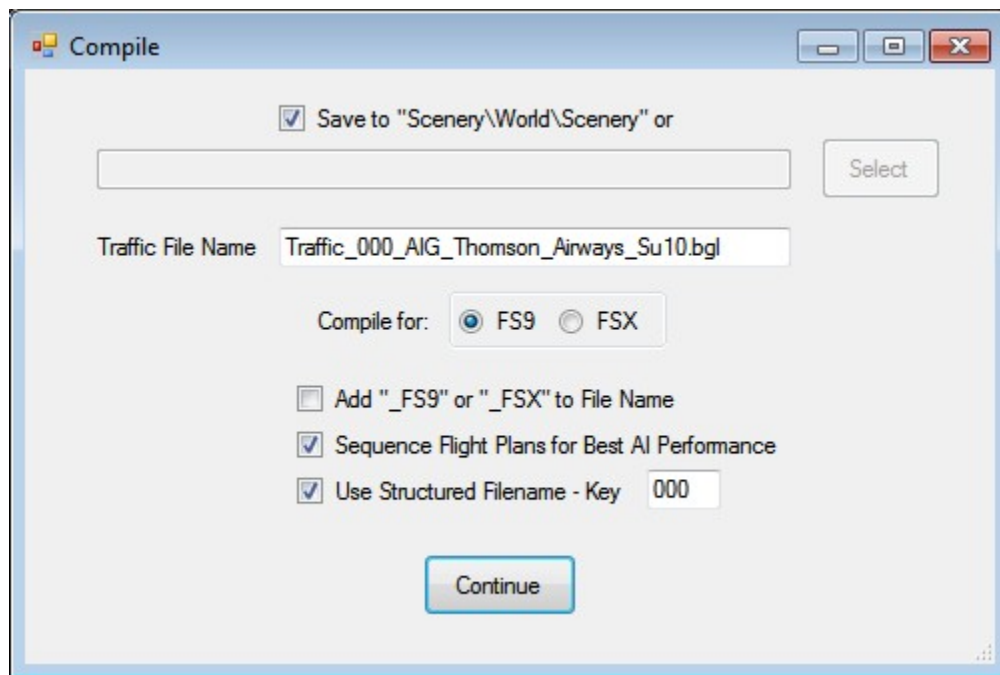 Compile
Save to "Scenery\World\Scenery" or
Select
Traffic File Name Traffic_000_AIG_Thomson_Airways_Su10.bgl
Compile for: FS9 FSX
Add "_FS9" or "_FSX" to File Name
Sequence Flight Plans for Best AI Performance
Use Structured Filename - Key 000
Continue